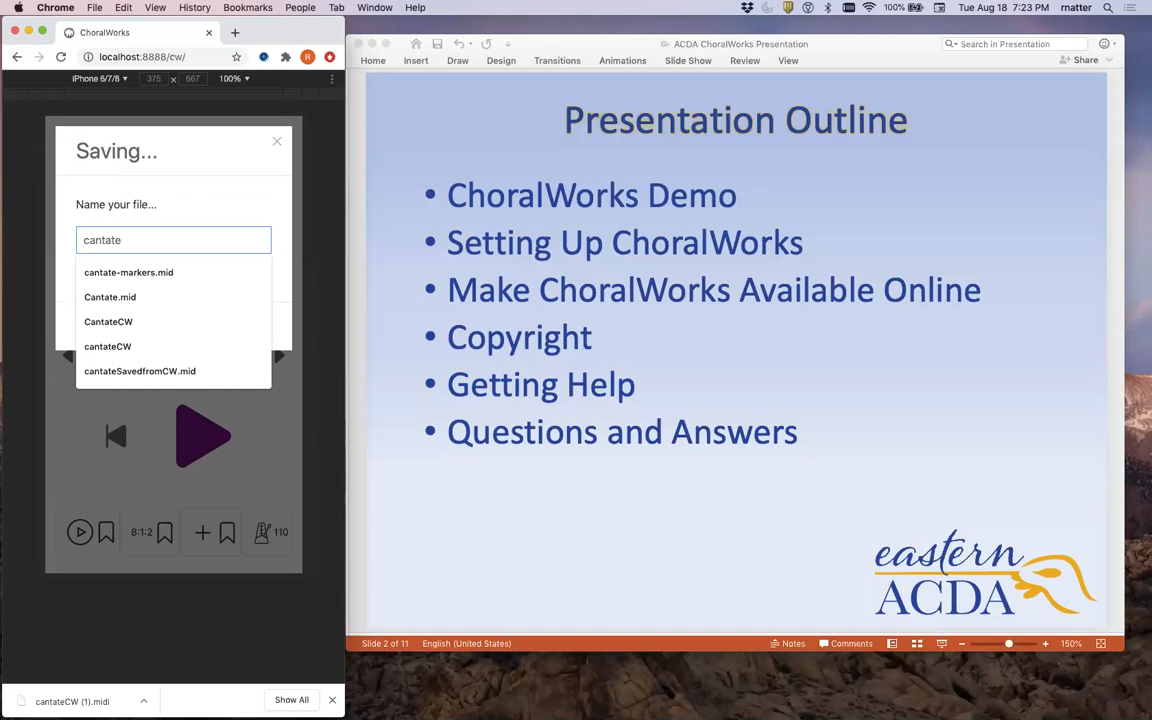 Chrome File Edit View History Bookmarks People Tab Window Help
100% Tue Aug 18 7:23 PM rnatter
ChoralWorks
localhost:8888/cw/
R
iPhone 6/7/8 375 x 667 100%
Saving...
Name your file...
cantate
cantate-markers.mid
Cantate.mid
CantateCW
cantateCW
cantateSavedfromCW.mid
8:1:2 110
cantateCW (1).midi
Show All
ACDA ChoralWorks Presentation
Search in Presentation
Home Insert Draw Design Transitions Animations Slide Show Review View
Share
Presentation Outline
• ChoralWorks Demo
• Setting Up ChoralWorks
• Make ChoralWorks Available Online
• Copyright
• Getting Help
• Questions and Answers
eastern
ACDA
Slide 2 of 11 English (United States)
Notes Comments 150%